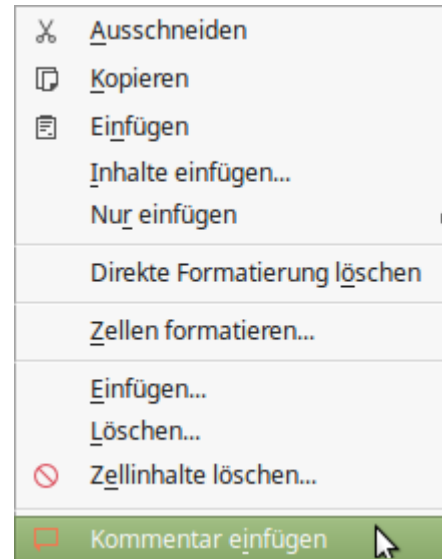 Ausschneiden
Kopieren
Einfügen
Inhalte einfügen...
Nur einfügen
Direkte Formatierung löschen
Zellen formatieren...
Einfügen...
Löschen...
Zellinhalte löschen...
Kommentar einfügen